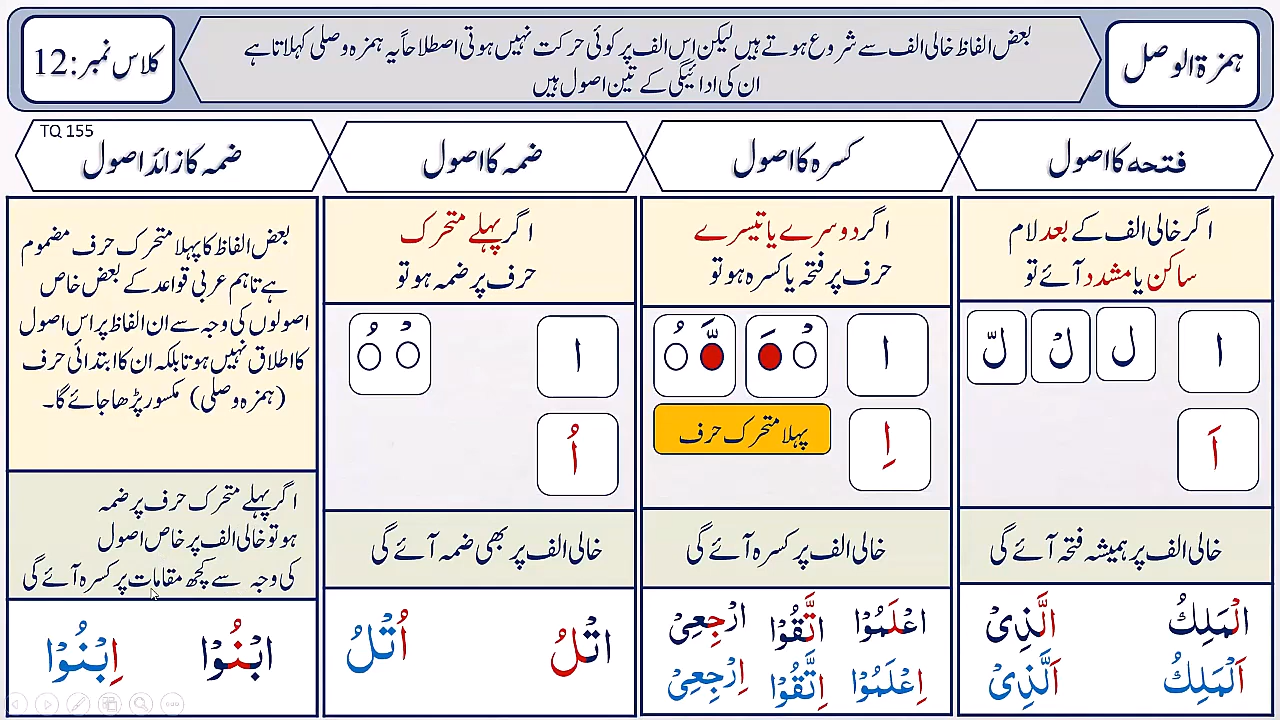 ہمزۃ الوصل
بعض الفاظ خالی الف سے شروع ہوتے ہیں لیکن اس الف پر کوئی حرکت نہیں ہوتی اصطلاحاً یہ ہمزہ وصلی کہلاتا ہے
ان کی ادائیگی کے تین اصول ہیں
کلاس نمبر:12
TQ 155
فتحہ کا اصول
اگر خالی الف کے بعد لام
ساکن یا مشدد آئے تو
ا ل لْ لّ
اَ
خالی الف پر ہمیشہ فتحہ آئے گی
الْمَلِكُ الَّذِیْ
اَلْمَلِكُ اَلَّذِیْ
کسرہ کا اصول
اگر دوسرے یا تیسرے
حرف پر فتحہ یا کسرہ ہو تو
ا
اِ
پہلا متحرک حرف
خالی الف پر کسرہ آئے گی
اعْلَمُوْا اتَّقُوْا ارْجِعِیْ
اِعْلَمُوْا اِتَّقُوْا اِرْجِعِیْ
ضمہ کا اصول
اگر پہلے متحرک
حرف پر ضمہ ہو تو
ا
اُ
خالی الف پر بھی ضمہ آئے گی
اتْلُ اُتْلُ
ضمہ کا زائد اصول
بعض الفاظ کا پہلا متحرک حرف مضموم
ہے تاہم عربی قواعد کے بعض خاص
اصولوں کی وجہ سے ان الفاظ پر اس اصول
کا اطلاق نہیں ہوتا بلکہ ان کا ابتدائی حرف
(ہمزہ وصلی) مکسور پڑھا جائے گا۔
اگر پہلے متحرک حرف پر ضمہ
ہو تو خالی الف پر خاص اصول
کی وجہ سے کچھ مقامات پر کسرہ آئے گی
ابْنُوْا اِبْنُوْا